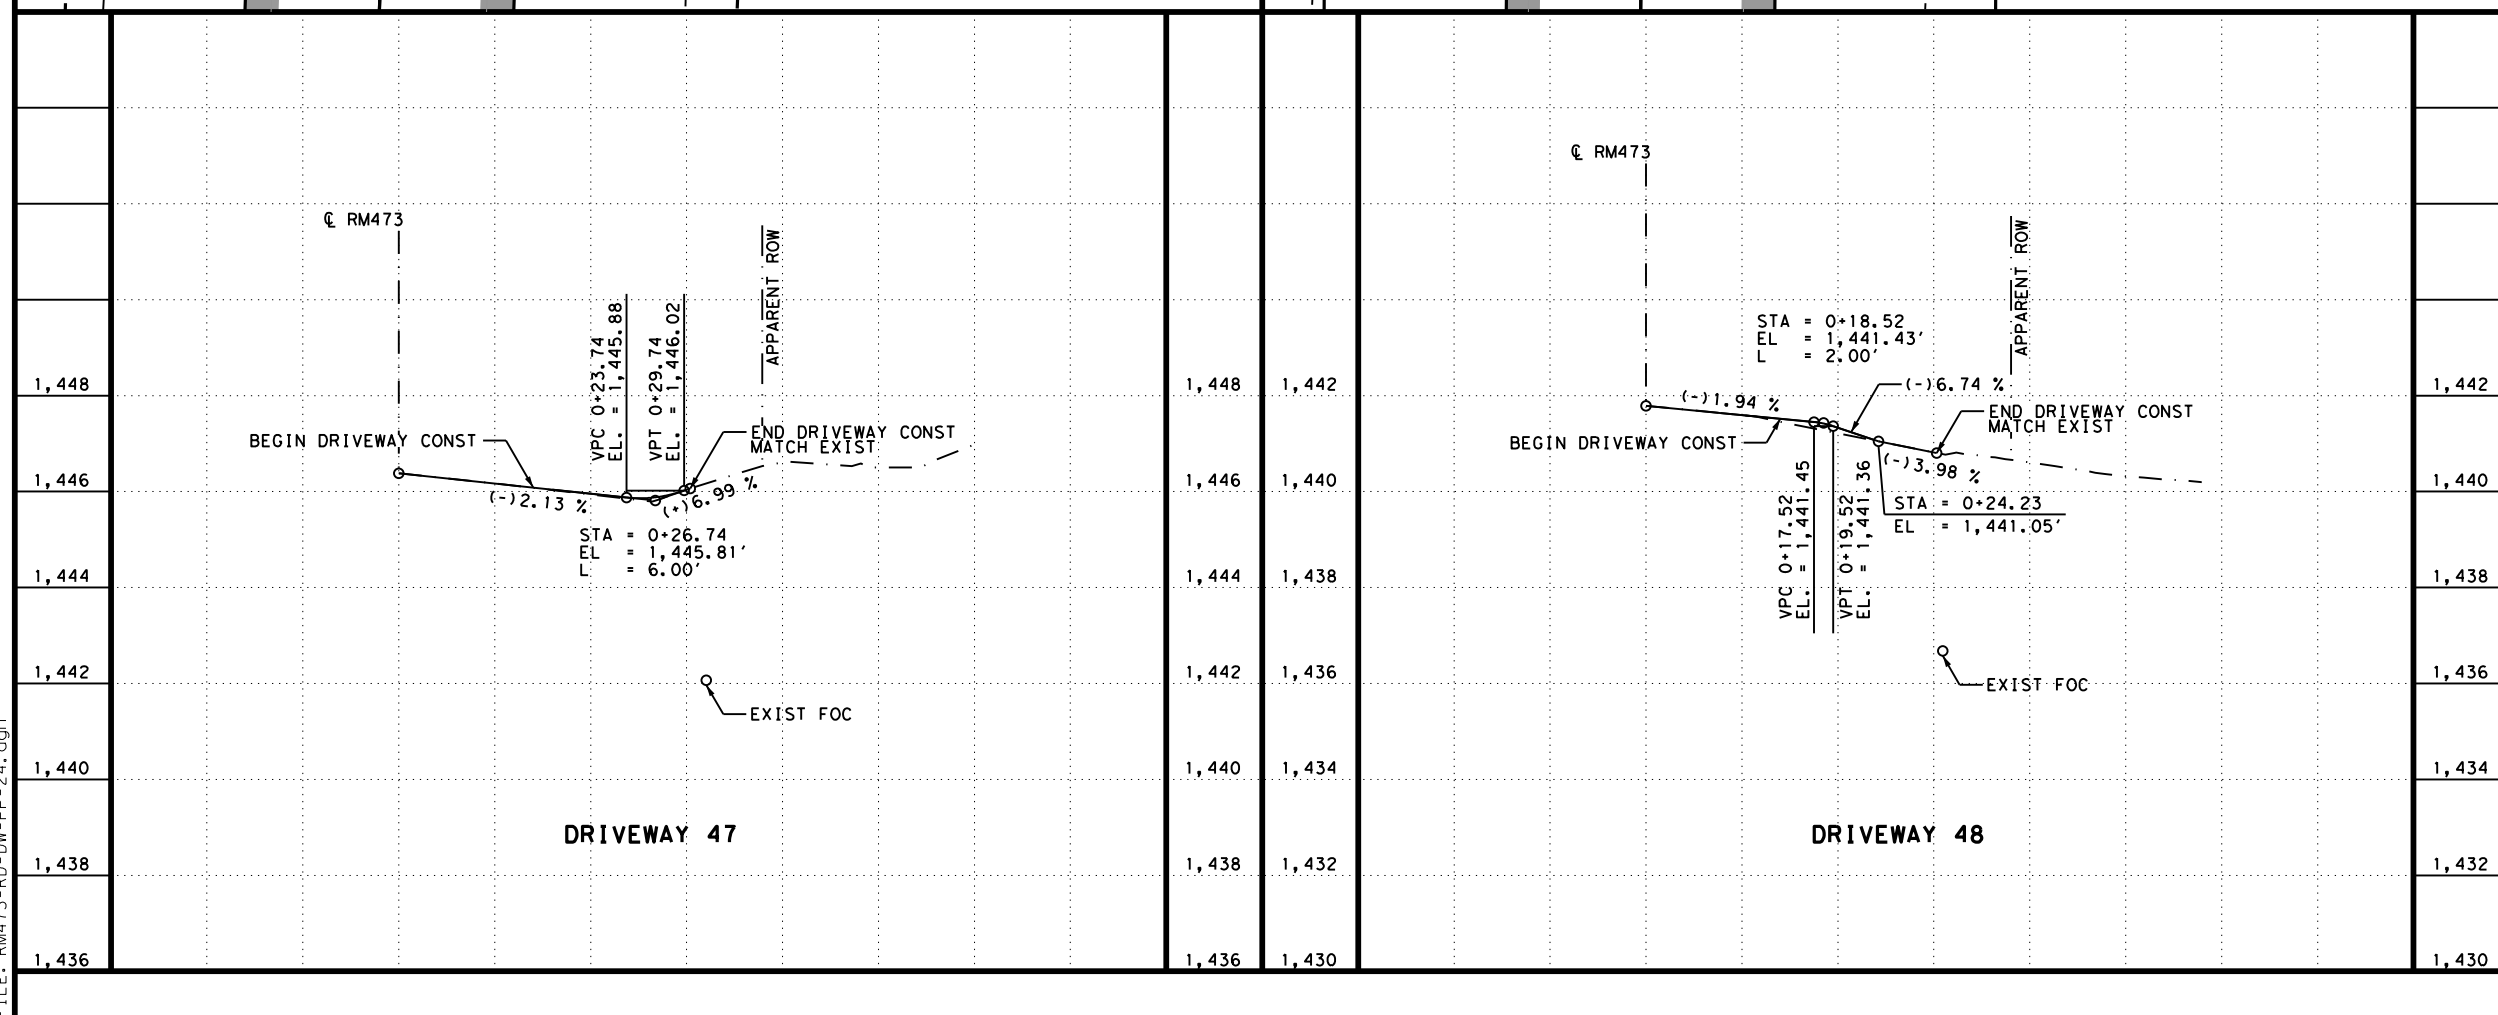 ℄ RM473
APPARENT ROW
VPC 0+23.74
EL. = 1,445.88
VPT 0+29.74
EL. = 1,446.02
BEGIN DRIVEWAY CONST
END DRIVEWAY CONST
MATCH EXIST
(-)2.13 %
(+)6.99 %
STA = 0+26.74
EL = 1,445.81'
L = 6.00'
EXIST FOC
DRIVEWAY 47
1,448
1,446
1,444
1,442
1,440
1,438
1,436
1,448
1,446
1,444
1,442
1,440
1,438
1,436
1,442
1,440
1,438
1,436
1,434
1,432
1,430
℄ RM473
APPARENT ROW
STA = 0+18.52
EL = 1,441.43'
L = 2.00'
(-)1.94 %
(-)6.74 %
BEGIN DRIVEWAY CONST
END DRIVEWAY CONST
MATCH EXIST
(-)3.98 %
VPC 0+17.52
EL. = 1,441.45
VPT 0+19.52
EL. = 1,441.36
STA = 0+24.23
EL = 1,441.05'
EXIST FOC
DRIVEWAY 48
1,442
1,440
1,438
1,436
1,434
1,432
1,430